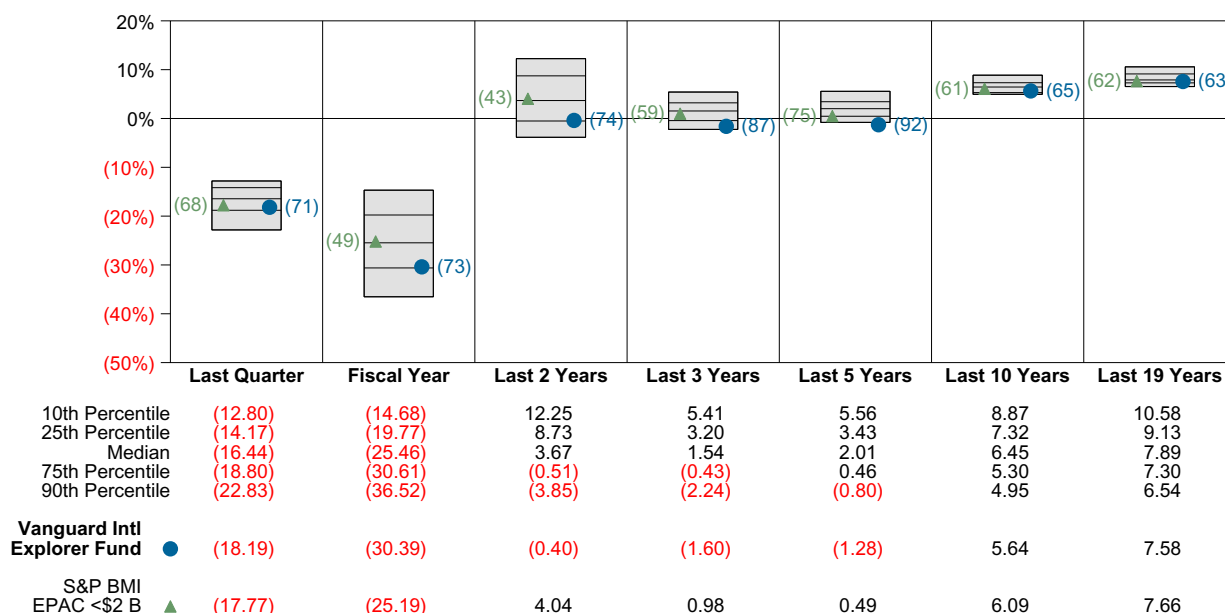 20%
10%
0%
(10%)
(20%)
(30%)
(40%)
(50%)
(68) (71)
(49) (73)
(43) (74)
(59) (87)
(75) (92)
(61) (65)
(62) (63)
Last Quarter Fiscal Year Last 2 Years Last 3 Years Last 5 Years Last 10 Years Last 19 Years
10th Percentile (12.80) (14.68) 12.25 5.41 5.56 8.87 10.58
25th Percentile (14.17) (19.77) 8.73 3.20 3.43 7.32 9.13
Median (16.44) (25.46) 3.67 1.54 2.01 6.45 7.89
75th Percentile (18.80) (30.61) (0.51) (0.43) 0.46 5.30 7.30
90th Percentile (22.83) (36.52) (3.85) (2.24) (0.80) 4.95 6.54
Vanguard Intl
Explorer Fund (18.19) (30.39) (0.40) (1.60) (1.28) 5.64 7.58
S&P BMI
EPAC <$2 B (17.77) (25.19) 4.04 0.98 0.49 6.09 7.66